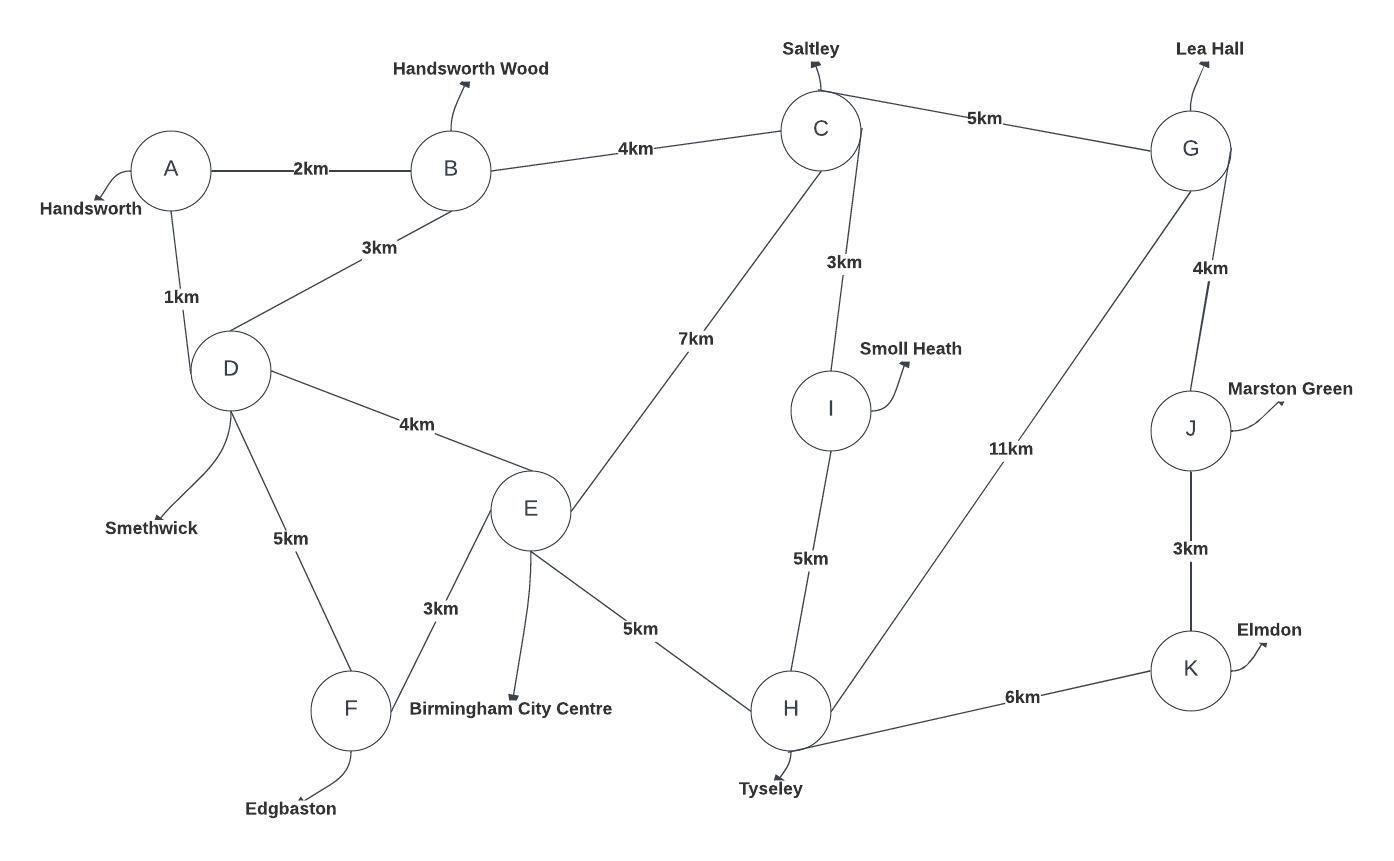 Saltley
Lea Hall
Handsworth Wood
5km
C
4km
G
A
2km
B
Handsworth
3km
3km
4km
1km
7km
Smoll Heath
D
Marston Green
I
4km
J
11km
E
Smethwick
5km
3km
5km
3km
5km
Elmdon
K
6km
F
Birmingham City Centre
H
Tyseley
Edgbaston